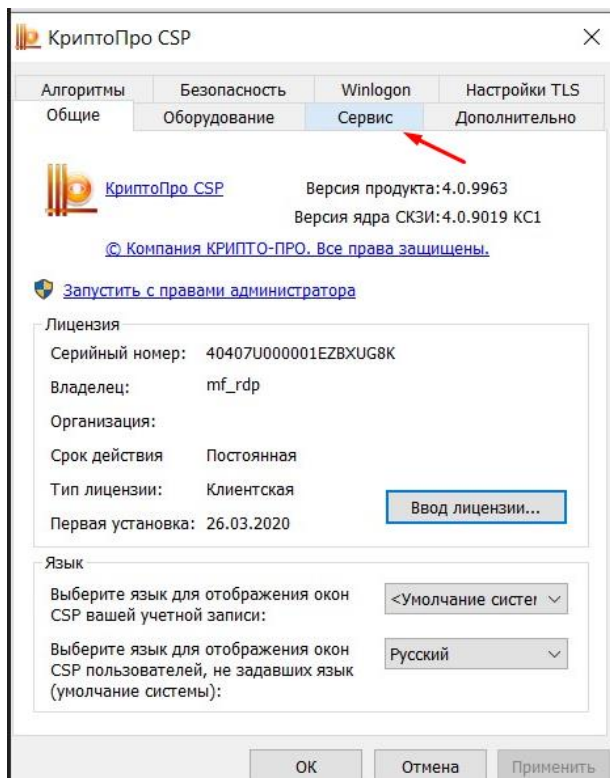 КриптоПро CSP
Алгоритмы Безопасность Winlogon Настройки TLS
Общие Оборудование Сервис Дополнительно
КриптоПро CSP Версия продукта:4.0.9963
Версия ядра СКЗИ:4.0.9019 КС1
© Компания КРИПТО-ПРО. Все права защищены.
Запустить с правами администратора
Лицензия
Серийный номер: 40407U000001EZBXUG8K
Владелец: mf_rdp
Организация:
Срок действия Постоянная
Тип лицензии: Клиентская
Ввод лицензии...
Первая установка: 26.03.2020
Язык
Выберите язык для отображения окон
CSP вашей учетной записи:
<Умолчание систег
Выберите язык для отображения окон
CSP пользователей, не задавших язык
(умолчание системы):
Русский
ОК Отмена Применить